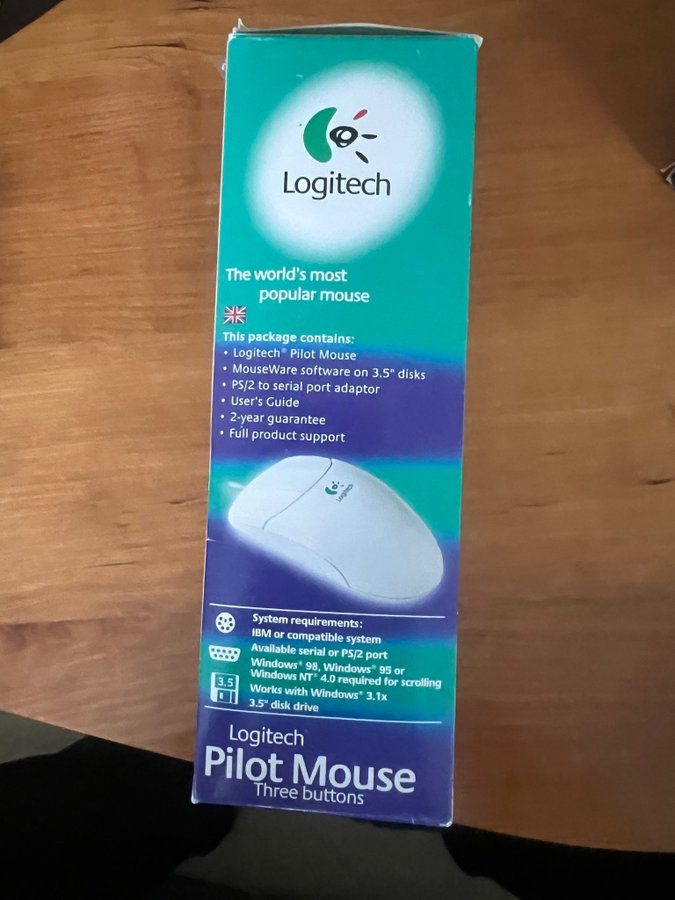 Logitech
The world's most
popular mouse
This package contains:
• Logitech® Pilot Mouse
• MouseWare software on 3.5" disks
• PS/2 to serial port adaptor
• User's Guide
• 2-year guarantee
• Full product support
Logitech
System requirements:
IBM or compatible system
Available serial or PS/2 port
Windows® 98, Windows® 95 or
Windows NT® 4.0 required for scrolling
3.5
Works with Windows® 3.1x
3.5" disk drive
Logitech®
Pilot Mouse
Three buttons